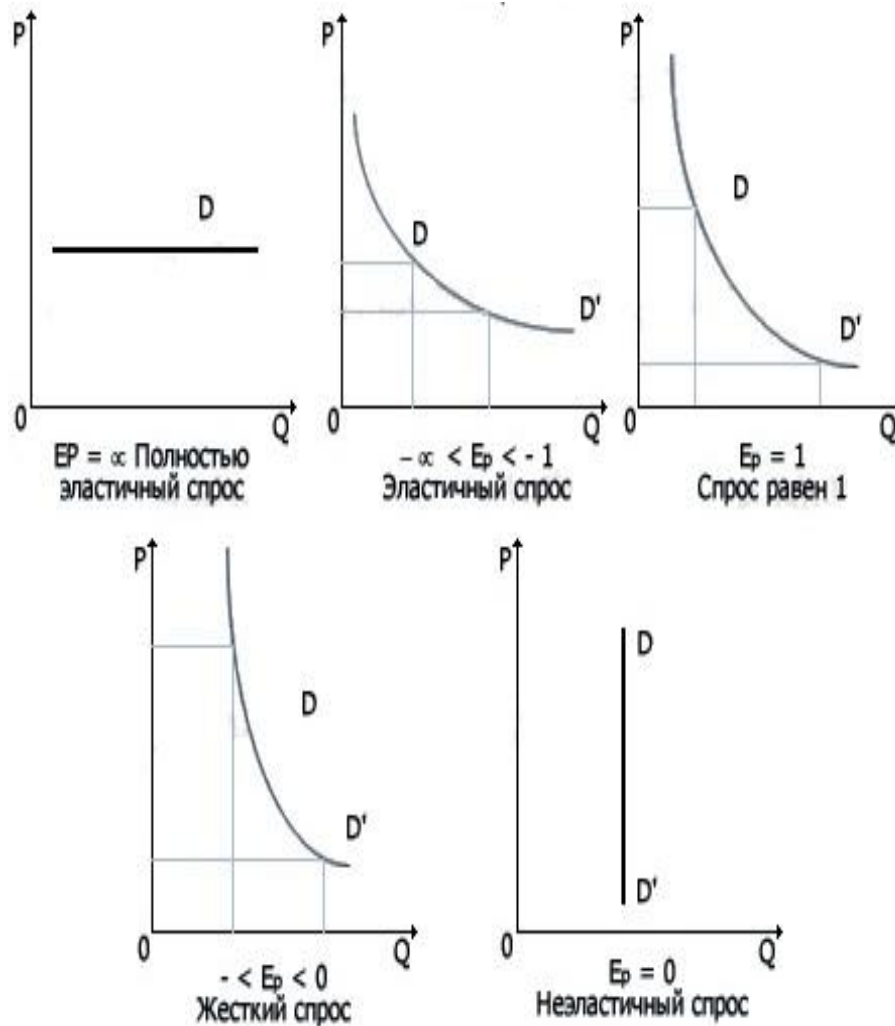 P
D
0
Q
EP = ∝ Полностью
эластичный спрос
P
D
D'
0
Q
– ∝ < Ep < - 1
Эластичный спрос
P
D
D'
0
Q
Ep = 1
Спрос равен 1
P
D
D'
0
Q
- < Ep < 0
Жесткий спрос
P
D
D'
0
Q
Ep = 0
Неэластичный спрос